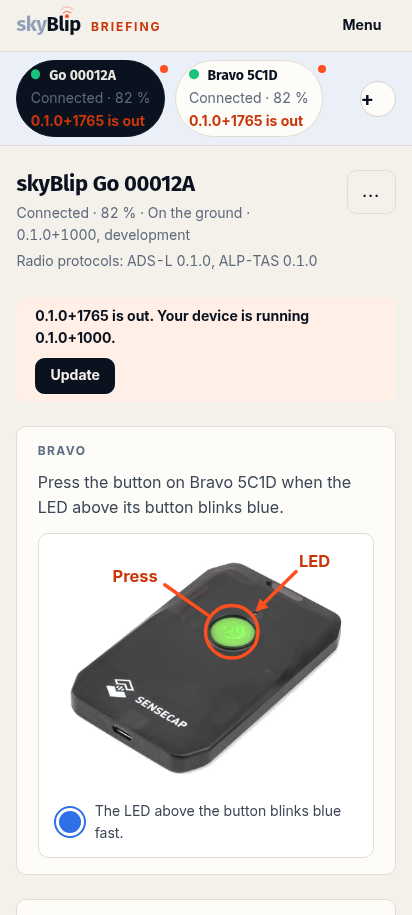 skyBlip BRIEFING
Menu
Go 00012A
Connected · 82 %
0.1.0+1765 is out
Bravo 5C1D
Connected · 82 %
0.1.0+1765 is out
+
skyBlip Go 00012A
...
Connected · 82 % · On the ground ·
0.1.0+1000, development
Radio protocols: ADS-L 0.1.0, ALP-TAS 0.1.0
0.1.0+1765 is out. Your device is running
0.1.0+1000.
Update
BRAVO
Press the button on Bravo 5C1D when the
LED above its button blinks blue.
LED
Press
SENSECAP
The LED above the button blinks blue
fast.